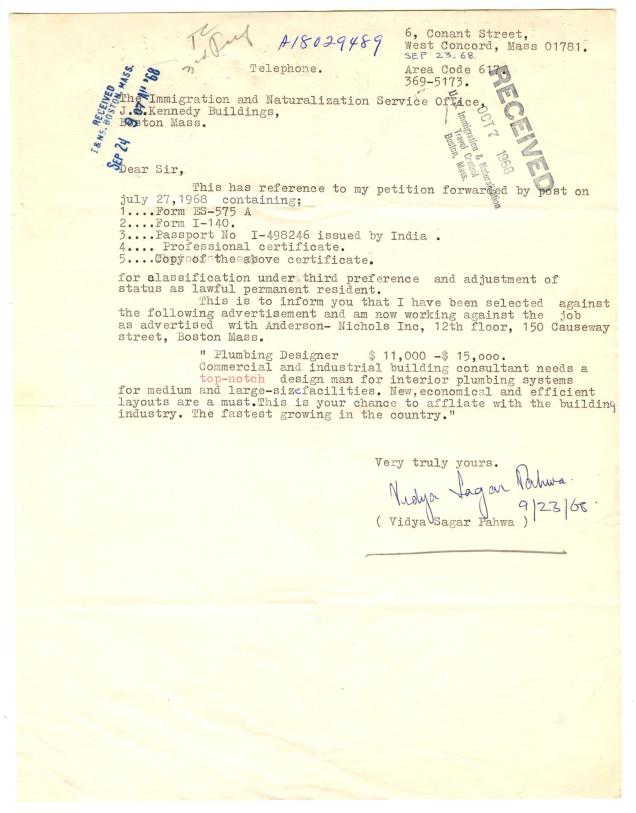 TC
3rd Pref
A18029489
6, Conant Street,
West Concord, Mass 01781.
SEP 23.68.
Telephone. Area Code 617
369-5173.
RECEIVED
I & NS. BOSTON, MASS.
SEP 24 9 07 AM '68
RECEIVED
OCT 7 1968
Immigration & Naturalization
Travel Control
Boston, Mass.
The Immigration and Naturalization Service Office,
J.F.Kennedy Buildings,
Boston Mass.
Dear Sir,
This has reference to my petition forwarded by post on
july 27,1968 containing;
1....Form ES-575 A
2....Form I-140.
3....Passport No I-498246 issued by India .
4.... Professional certificate.
5....Copy of the above certificate.
for classification under third preference and adjustment of
status as lawful permanent resident.
This is to inform you that I have been selected against
the following advertisement and am now working against the job
as advertised with Anderson- Nichols Inc, 12th floor, 150 Causeway
street, Boston Mass.
" Plumbing Designer $ 11,000 -$ 15,ooo.
Commercial and industrial building consultant needs a
top-notch design man for interior plumbing systems
for medium and large-sizefacilities. New,economical and efficient
layouts are a must.This is your chance to affliate with the building
industry. The fastest growing in the country."
Very truly yours.
Vidya Sagar Pahwa.
9/23/68.
( Vidya Sagar Pahwa )